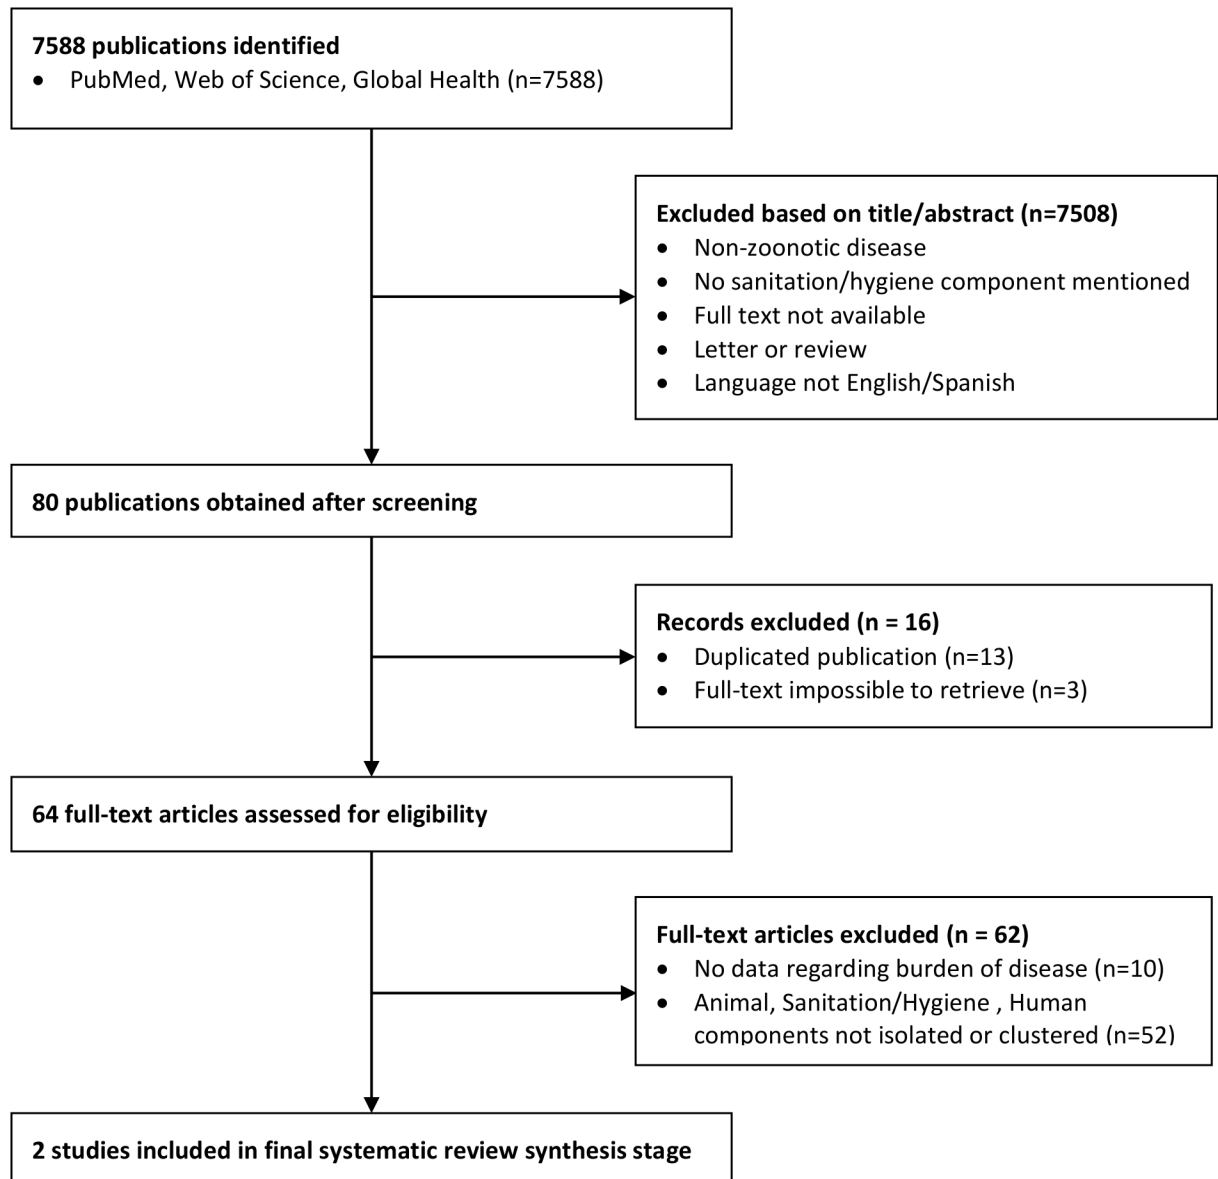 7588 publications identified
• PubMed, Web of Science, Global Health (n=7588)
Excluded based on title/abstract (n=7508)
• Non-zoonotic disease
• No sanitation/hygiene component mentioned
• Full text not available
• Letter or review
• Language not English/Spanish
80 publications obtained after screening
Records excluded (n = 16)
• Duplicated publication (n=13)
• Full-text impossible to retrieve (n=3)
64 full-text articles assessed for eligibility
Full-text articles excluded (n = 62)
• No data regarding burden of disease (n=10)
• Animal, Sanitation/Hygiene , Human
components not isolated or clustered (n=52)
2 studies included in final systematic review synthesis stage